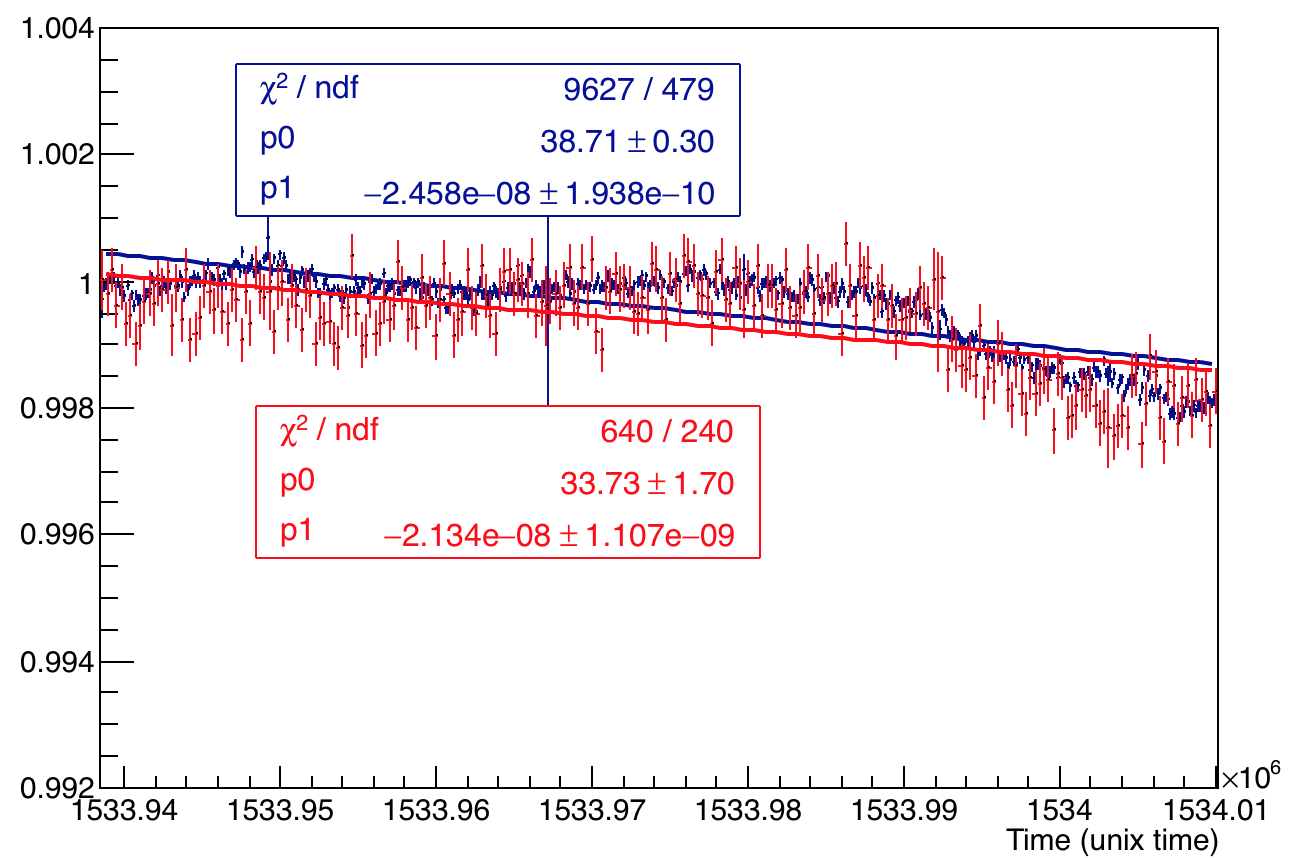 1.004
χ² / ndf 9627 / 479
p0 38.71 ± 0.30
p1 −2.458e−08 ± 1.938e−10
1.002
1
0.998
χ² / ndf 640 / 240
p0 33.73 ± 1.70
p1 −2.134e−08 ± 1.107e−09
0.996
0.994
0.992
×10⁶
1533.94 1533.95 1533.96 1533.97 1533.98 1533.99 1534 1534.01
Time (unix time)